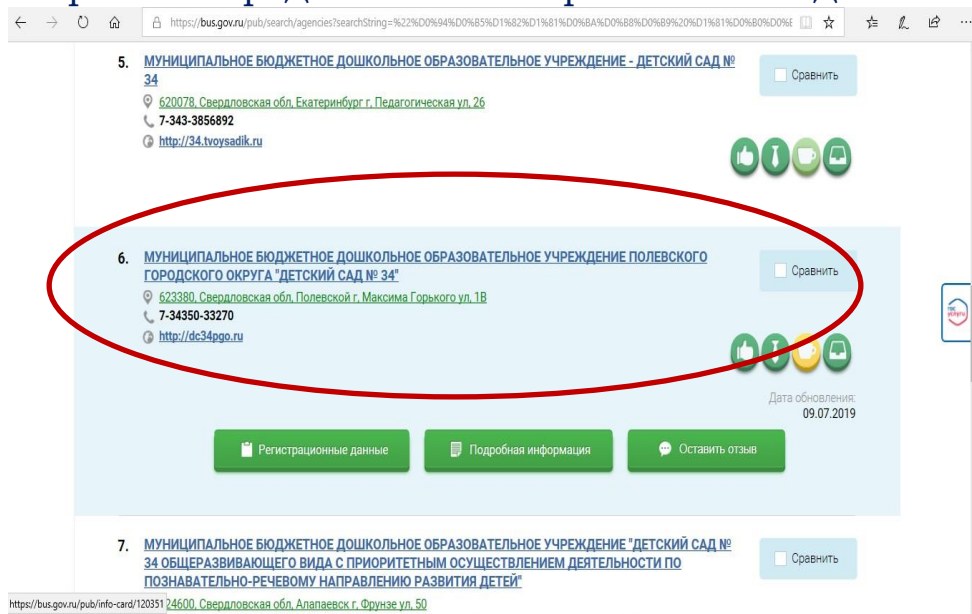 https://bus.gov.ru/pub/search/agencies?searchString=%22%D0%94%D0%B5%D1%82%D1%81%D0%BA%D0%B8%D0%B9%20%D1%81%D0%B0%D0%
5. МУНИЦИПАЛЬНОЕ БЮДЖЕТНОЕ ДОШКОЛЬНОЕ ОБРАЗОВАТЕЛЬНОЕ УЧРЕЖДЕНИЕ - ДЕТСКИЙ САД №
34
Сравнить
620078, Свердловская обл, Екатеринбург г, Педагогическая ул, 26
7-343-3856892
http://34.tvoysadik.ru
6. МУНИЦИПАЛЬНОЕ БЮДЖЕТНОЕ ДОШКОЛЬНОЕ ОБРАЗОВАТЕЛЬНОЕ УЧРЕЖДЕНИЕ ПОЛЕВСКОГО
ГОРОДСКОГО ОКРУГА "ДЕТСКИЙ САД № 34"
Сравнить
623380, Свердловская обл, Полевской г, Максима Горького ул, 1В
7-34350-33270
http://dc34pgo.ru
гос
услуги
Дата обновления:
09.07.2019
Регистрационные данные
Подробная информация
Оставить отзыв
7. МУНИЦИПАЛЬНОЕ БЮДЖЕТНОЕ ДОШКОЛЬНОЕ ОБРАЗОВАТЕЛЬНОЕ УЧРЕЖДЕНИЕ "ДЕТСКИЙ САД №
34 ОБЩЕРАЗВИВАЮЩЕГО ВИДА С ПРИОРИТЕТНЫМ ОСУЩЕСТВЛЕНИЕМ ДЕЯТЕЛЬНОСТИ ПО
ПОЗНАВАТЕЛЬНО-РЕЧЕВОМУ НАПРАВЛЕНИЮ РАЗВИТИЯ ДЕТЕЙ"
Сравнить
https://bus.gov.ru/pub/info-card/120351
24600, Свердловская обл, Алапаевск г, Фрунзе ул, 50